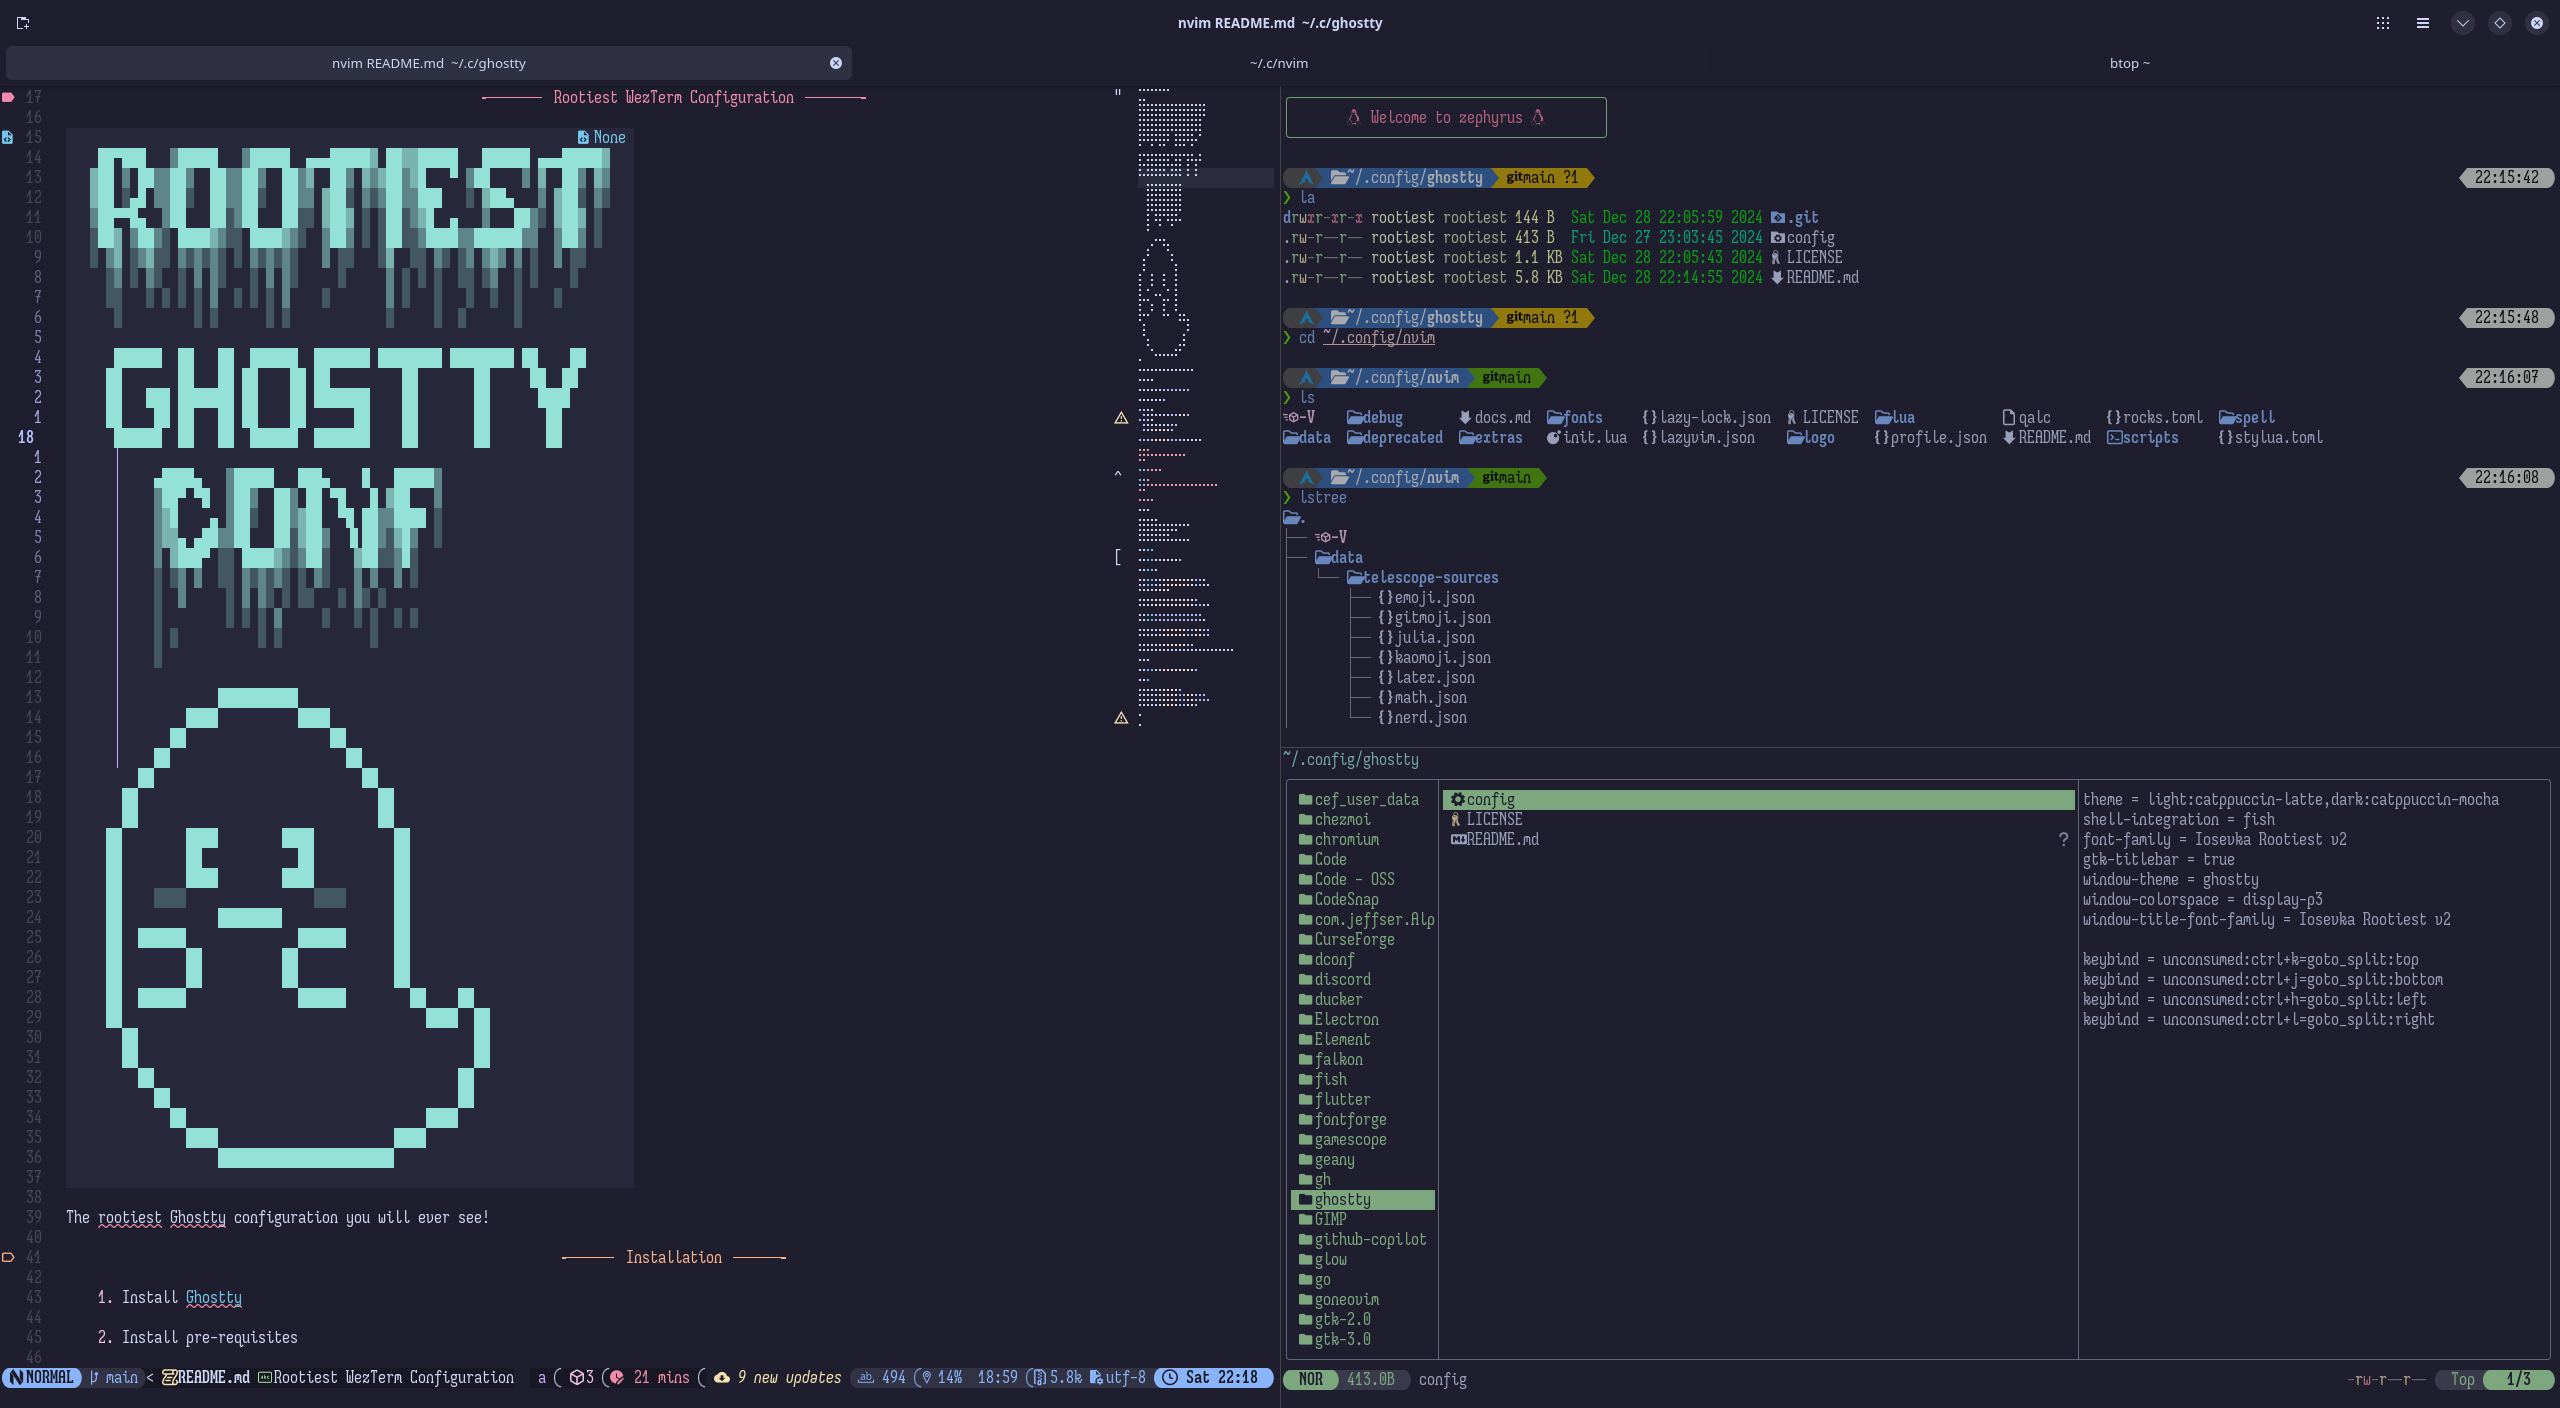 nvim README.md ~/.c/ghostty
nvim README.md ~/.c/ghostty
~/.c/nvim
btop ~
17 Rootiest WezTerm Configuration "
16
15 None
14
13
12
11
10
9
8
7
6
5
4
3
2
1
18
1
2 ^
3
4
5
6 [
7
8
9
10
11
12
13
14
15
16
17
18
19
20
21
22
23
24
25
26
27
28
29
30
31
32
33
34
35
36
37
38
39 The rootiest Ghostty configuration you will ever see!
40
41 Installation
42
43 1. Install Ghostty
44
45 2. Install pre-requisites
46
ROOTIEST
GHOSTTY
CONF
NORMAL main < README.md Rootiest WezTerm Configuration a ( 3 ( 21 mins ( 9 new updates ab 494 ( 14% 18:59 ( 5.8k utf-8 Sat 22:18
Welcome to zephyrus
~/.config/ghostty git main ?1 22:15:42
❯ la
drwxr-xr-x rootiest rootiest 144 B Sat Dec 28 22:05:59 2024 .git
.rw-r--r-- rootiest rootiest 413 B Fri Dec 27 23:03:45 2024 config
.rw-r--r-- rootiest rootiest 1.1 KB Sat Dec 28 22:05:43 2024 LICENSE
.rw-r--r-- rootiest rootiest 5.8 KB Sat Dec 28 22:14:55 2024 README.md
~/.config/ghostty git main ?1 22:15:48
❯ cd ~/.config/nvim
~/.config/nvim git main 22:16:07
❯ ls
-V debug docs.md fonts {} lazy-lock.json LICENSE lua qalc {} rocks.toml spell
data deprecated extras init.lua {} lazyvim.json logo {} profile.json README.md scripts {} stylua.toml
~/.config/nvim git main 22:16:08
❯ lstree
.
-V
data
telescope-sources
{} emoji.json
{} gitmoji.json
{} julia.json
{} kaomoji.json
{} latex.json
{} math.json
{} nerd.json
~/.config/ghostty
cef_user_data
chezmoi
chromium
Code
Code - OSS
CodeSnap
com.jeffser.Alp
CurseForge
dconf
discord
ducker
Electron
Element
falkon
fish
flutter
fontforge
gamescope
geany
gh
ghostty
GIMP
github-copilot
glow
go
goneovim
gtk-2.0
gtk-3.0
config
LICENSE
README.md ?
theme = light:catppuccin-latte,dark:catppuccin-mocha
shell-integration = fish
font-family = Iosevka Rootiest v2
gtk-titlebar = true
window-theme = ghostty
window-colorspace = display-p3
window-title-font-family = Iosevka Rootiest v2
keybind = unconsumed:ctrl+k=goto_split:top
keybind = unconsumed:ctrl+j=goto_split:bottom
keybind = unconsumed:ctrl+h=goto_split:left
keybind = unconsumed:ctrl+l=goto_split:right
NOR 413.0B config -rw-r--r-- Top 1/3